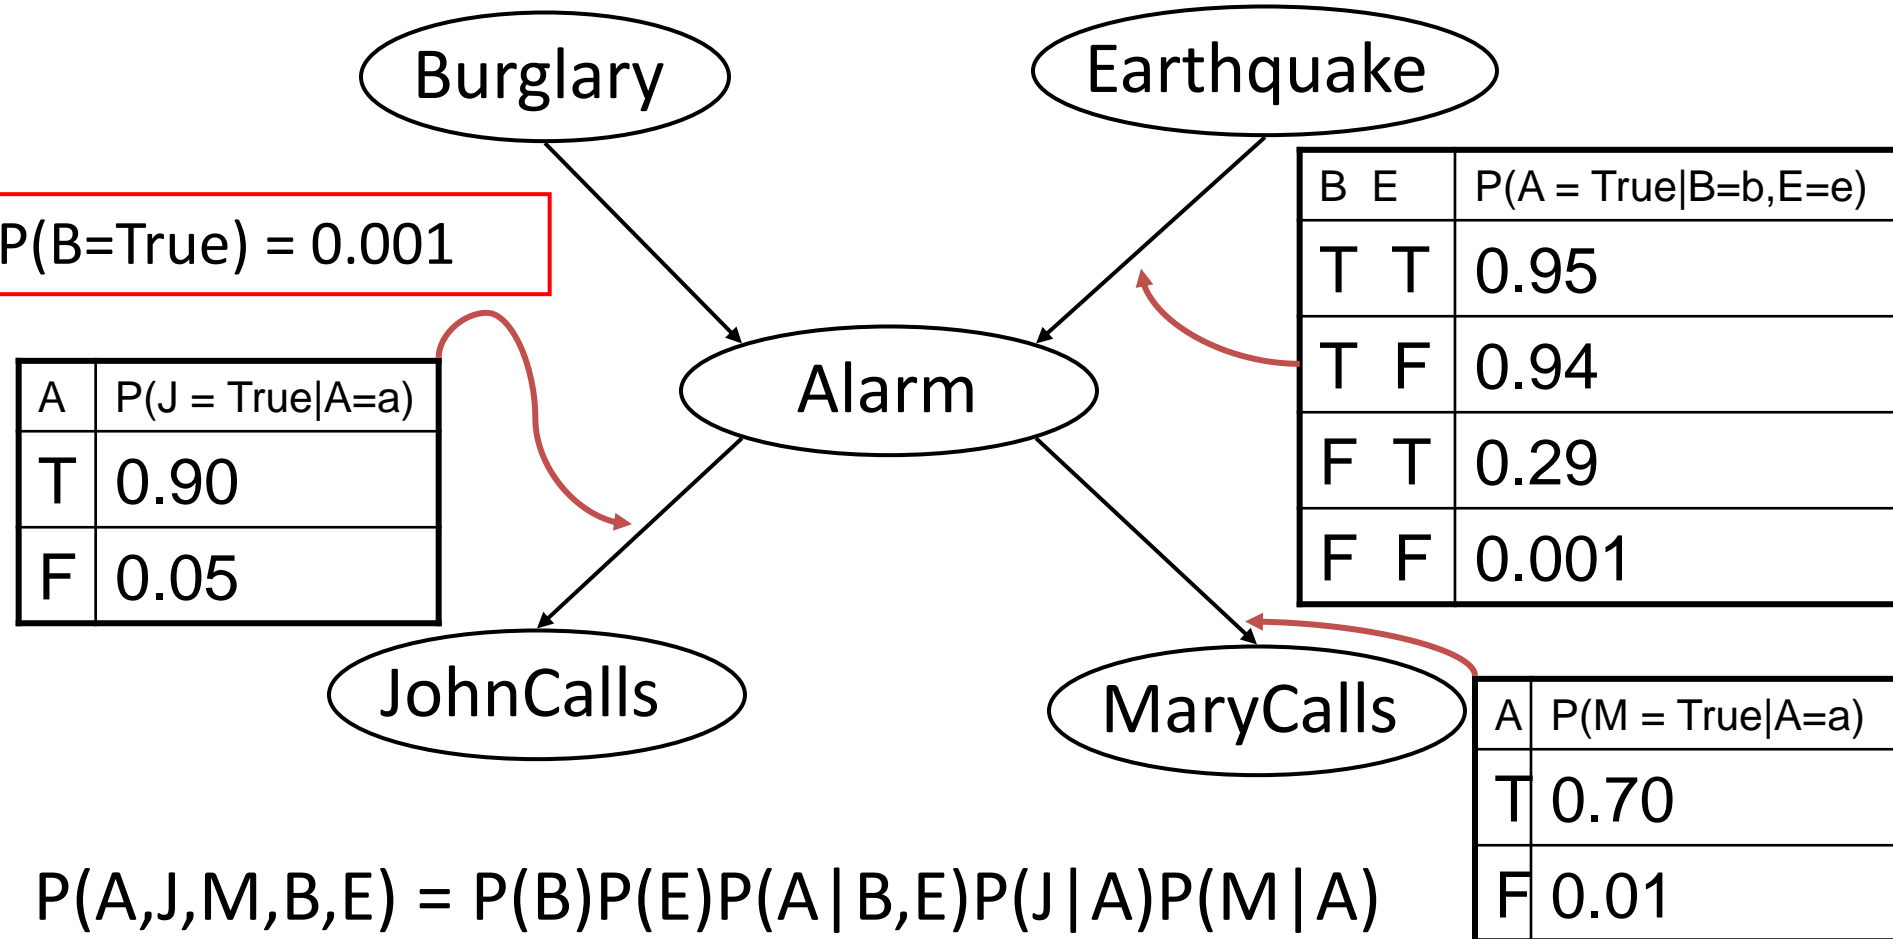 Burglary
Earthquake
P(B=True) = 0.001
B E P(A = True|B=b,E=e)
T T 0.95
T F 0.94
F T 0.29
F F 0.001
A P(J = True|A=a)
T 0.90
F 0.05
Alarm
JohnCalls
MaryCalls
A P(M = True|A=a)
T 0.70
F 0.01
P(A,J,M,B,E) = P(B)P(E)P(A|B,E)P(J|A)P(M|A)